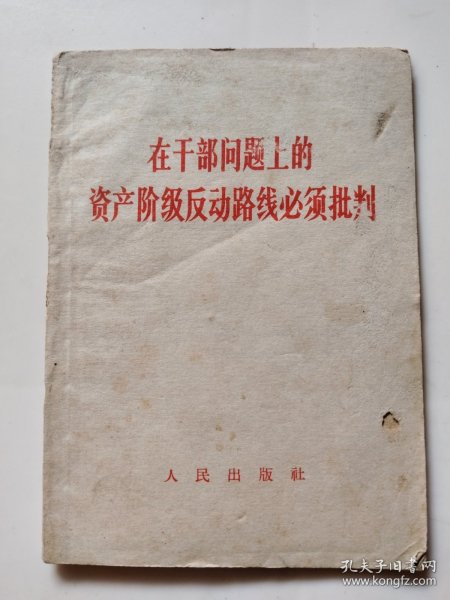 在干部问题上的
资产阶级反动路线必须批判
人民出版社
孔夫子旧书网
www.kongfz.com